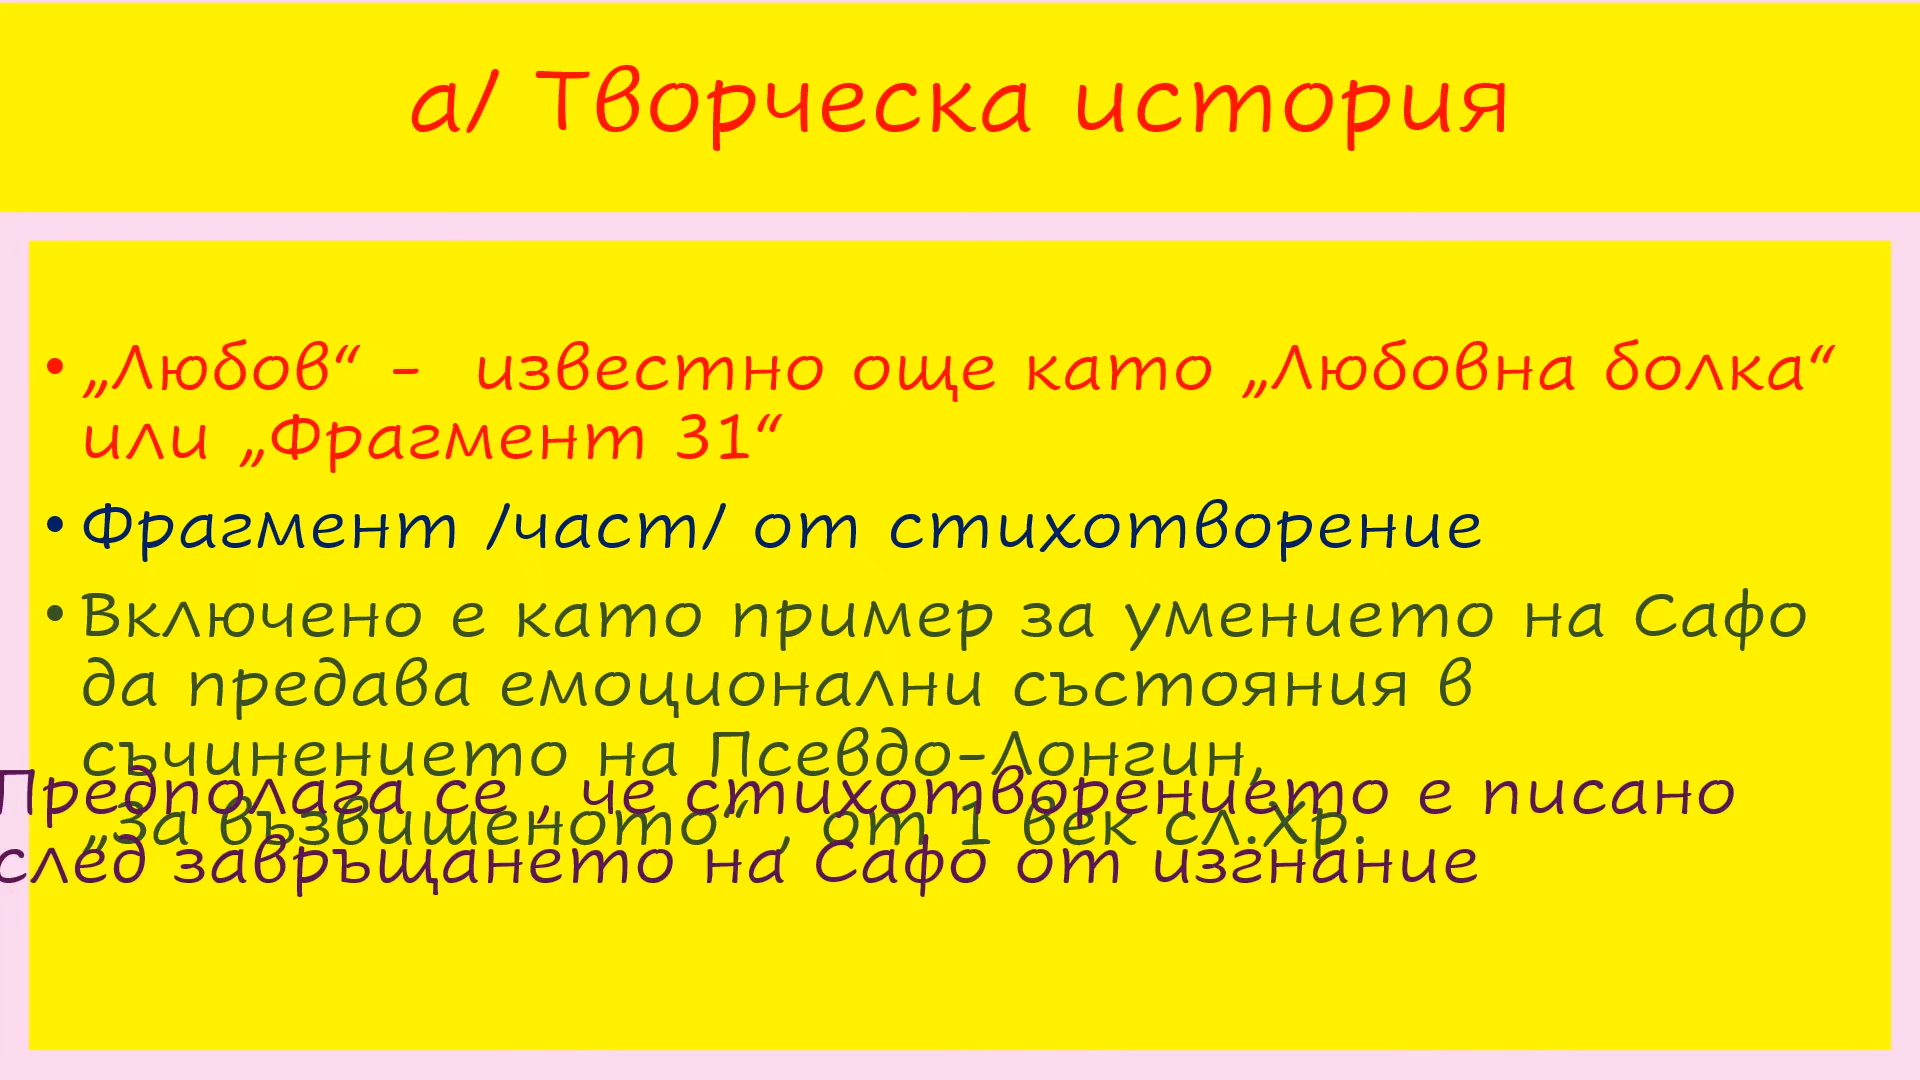 а/ Творческа история
• „Любов“ -  известно още като „Любовна болка“
или „Фрагмент 31“
• Фрагмент /част/ от стихотворение
• Включено е като пример за умението на Сафо
да предава емоционални състояния в
съчинението на Псевдо-Лонгин,
„За възвишеното“ , от 1 век сл.Хр.
Предполага се , че стихотворението е писано
след завръщането на Сафо от изгнание